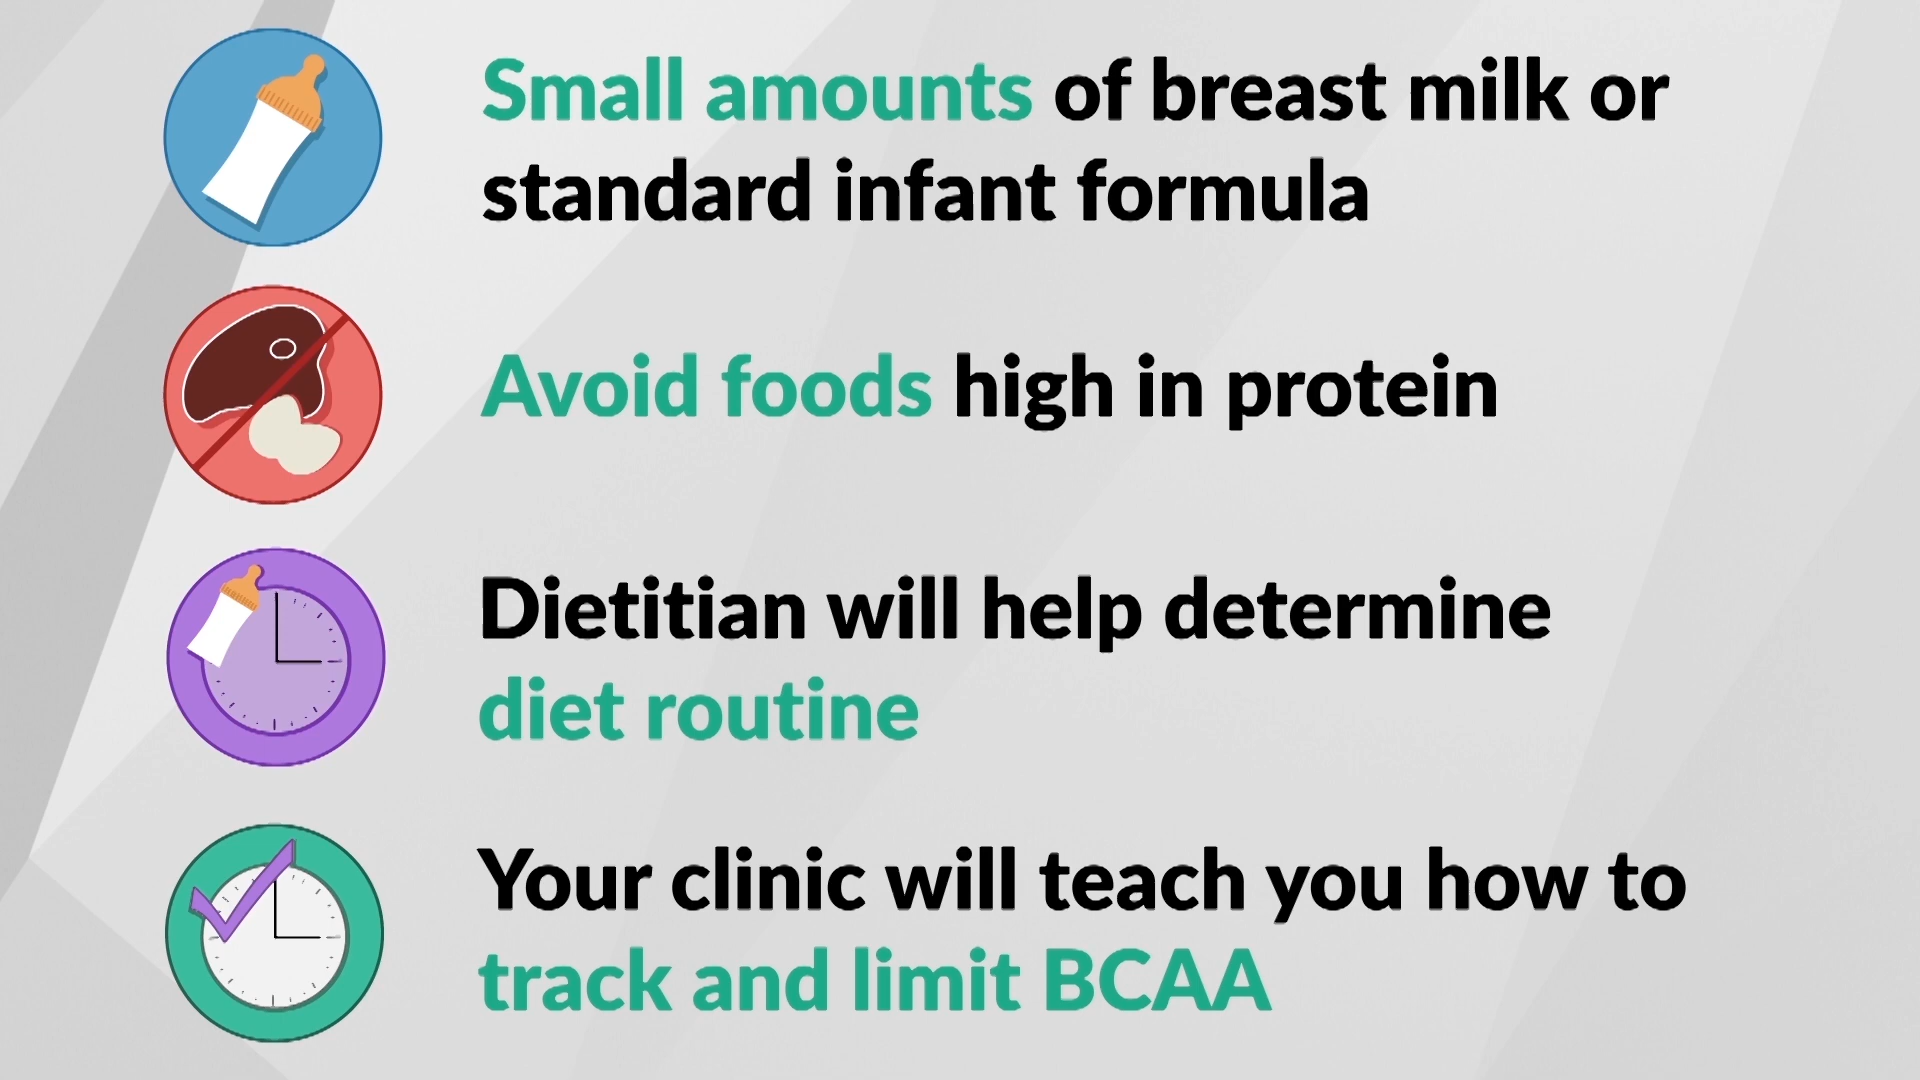 Small amounts of breast milk or
standard infant formula
Avoid foods high in protein
Dietitian will help determine
diet routine
Your clinic will teach you how to
track and limit BCAA